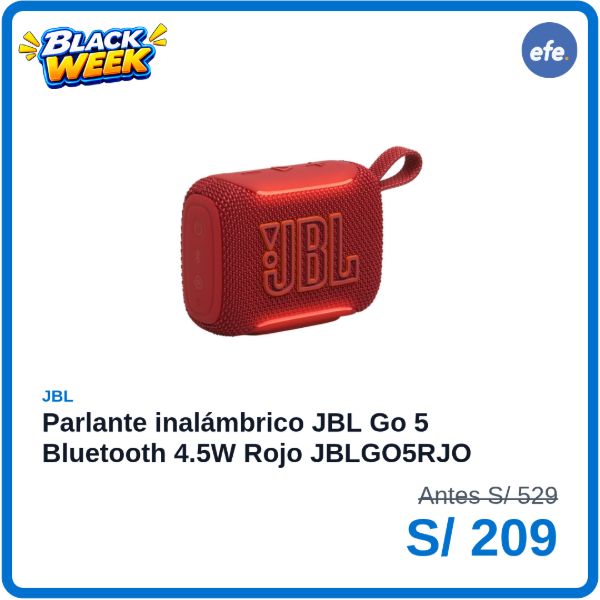 BLACK
WEEK
efe.
JBL
JBL
Parlante inalámbrico JBL Go 5
Bluetooth 4.5W Rojo JBLGO5RJO
Antes S/ 529
S/ 209